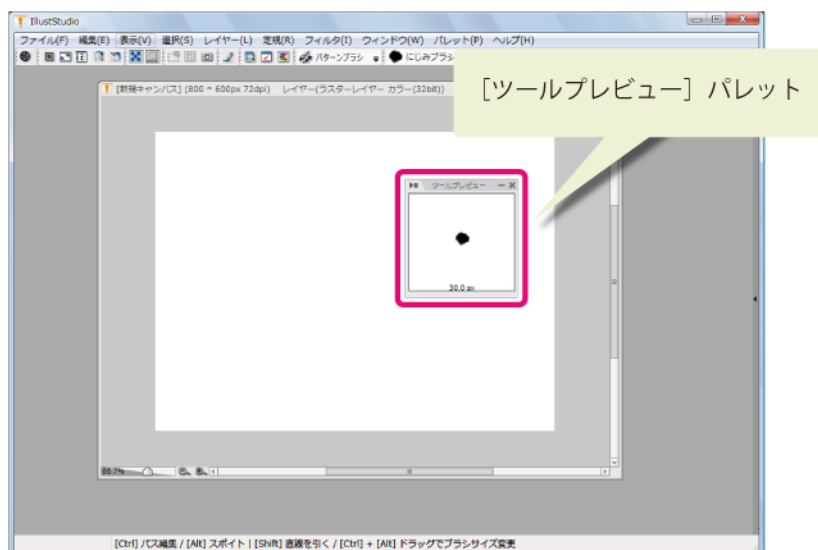 IllustStudio
ファイル(F) 編集(E) 表示(V) 選択(S) レイヤー(L) 定規(R) フィルタ(I) ウィンドウ(W) パレット(P) ヘルプ(H)
パターンブラシ にじみブラシ
[新規キャンバス] (800 * 600px 72dpi) レイヤー(ラスターレイヤー カラー(32bit))
［ツールプレビュー］パレット
ツールプレビュー
30.0 px
66.7%
[Ctrl] パス編集 / [Alt] スポイト | [Shift] 直線を引く / [Ctrl] + [Alt] ドラッグでブラシサイズ変更